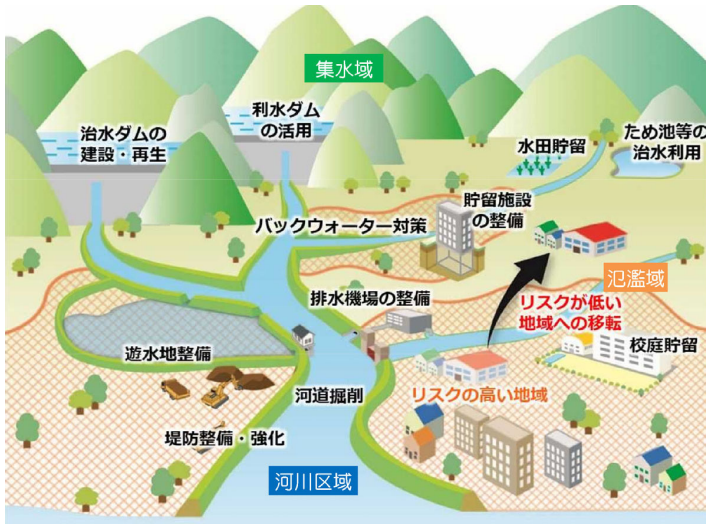 集水域
治水ダムの
建設・再生
利水ダム
の活用
水田貯留
ため池等の
治水利用
貯留施設
の整備
バックウォーター対策
氾濫域
排水機場の整備
リスクが低い
地域への移転
遊水地整備
校庭貯留
河道掘削
リスクの高い地域
堤防整備・強化
河川区域